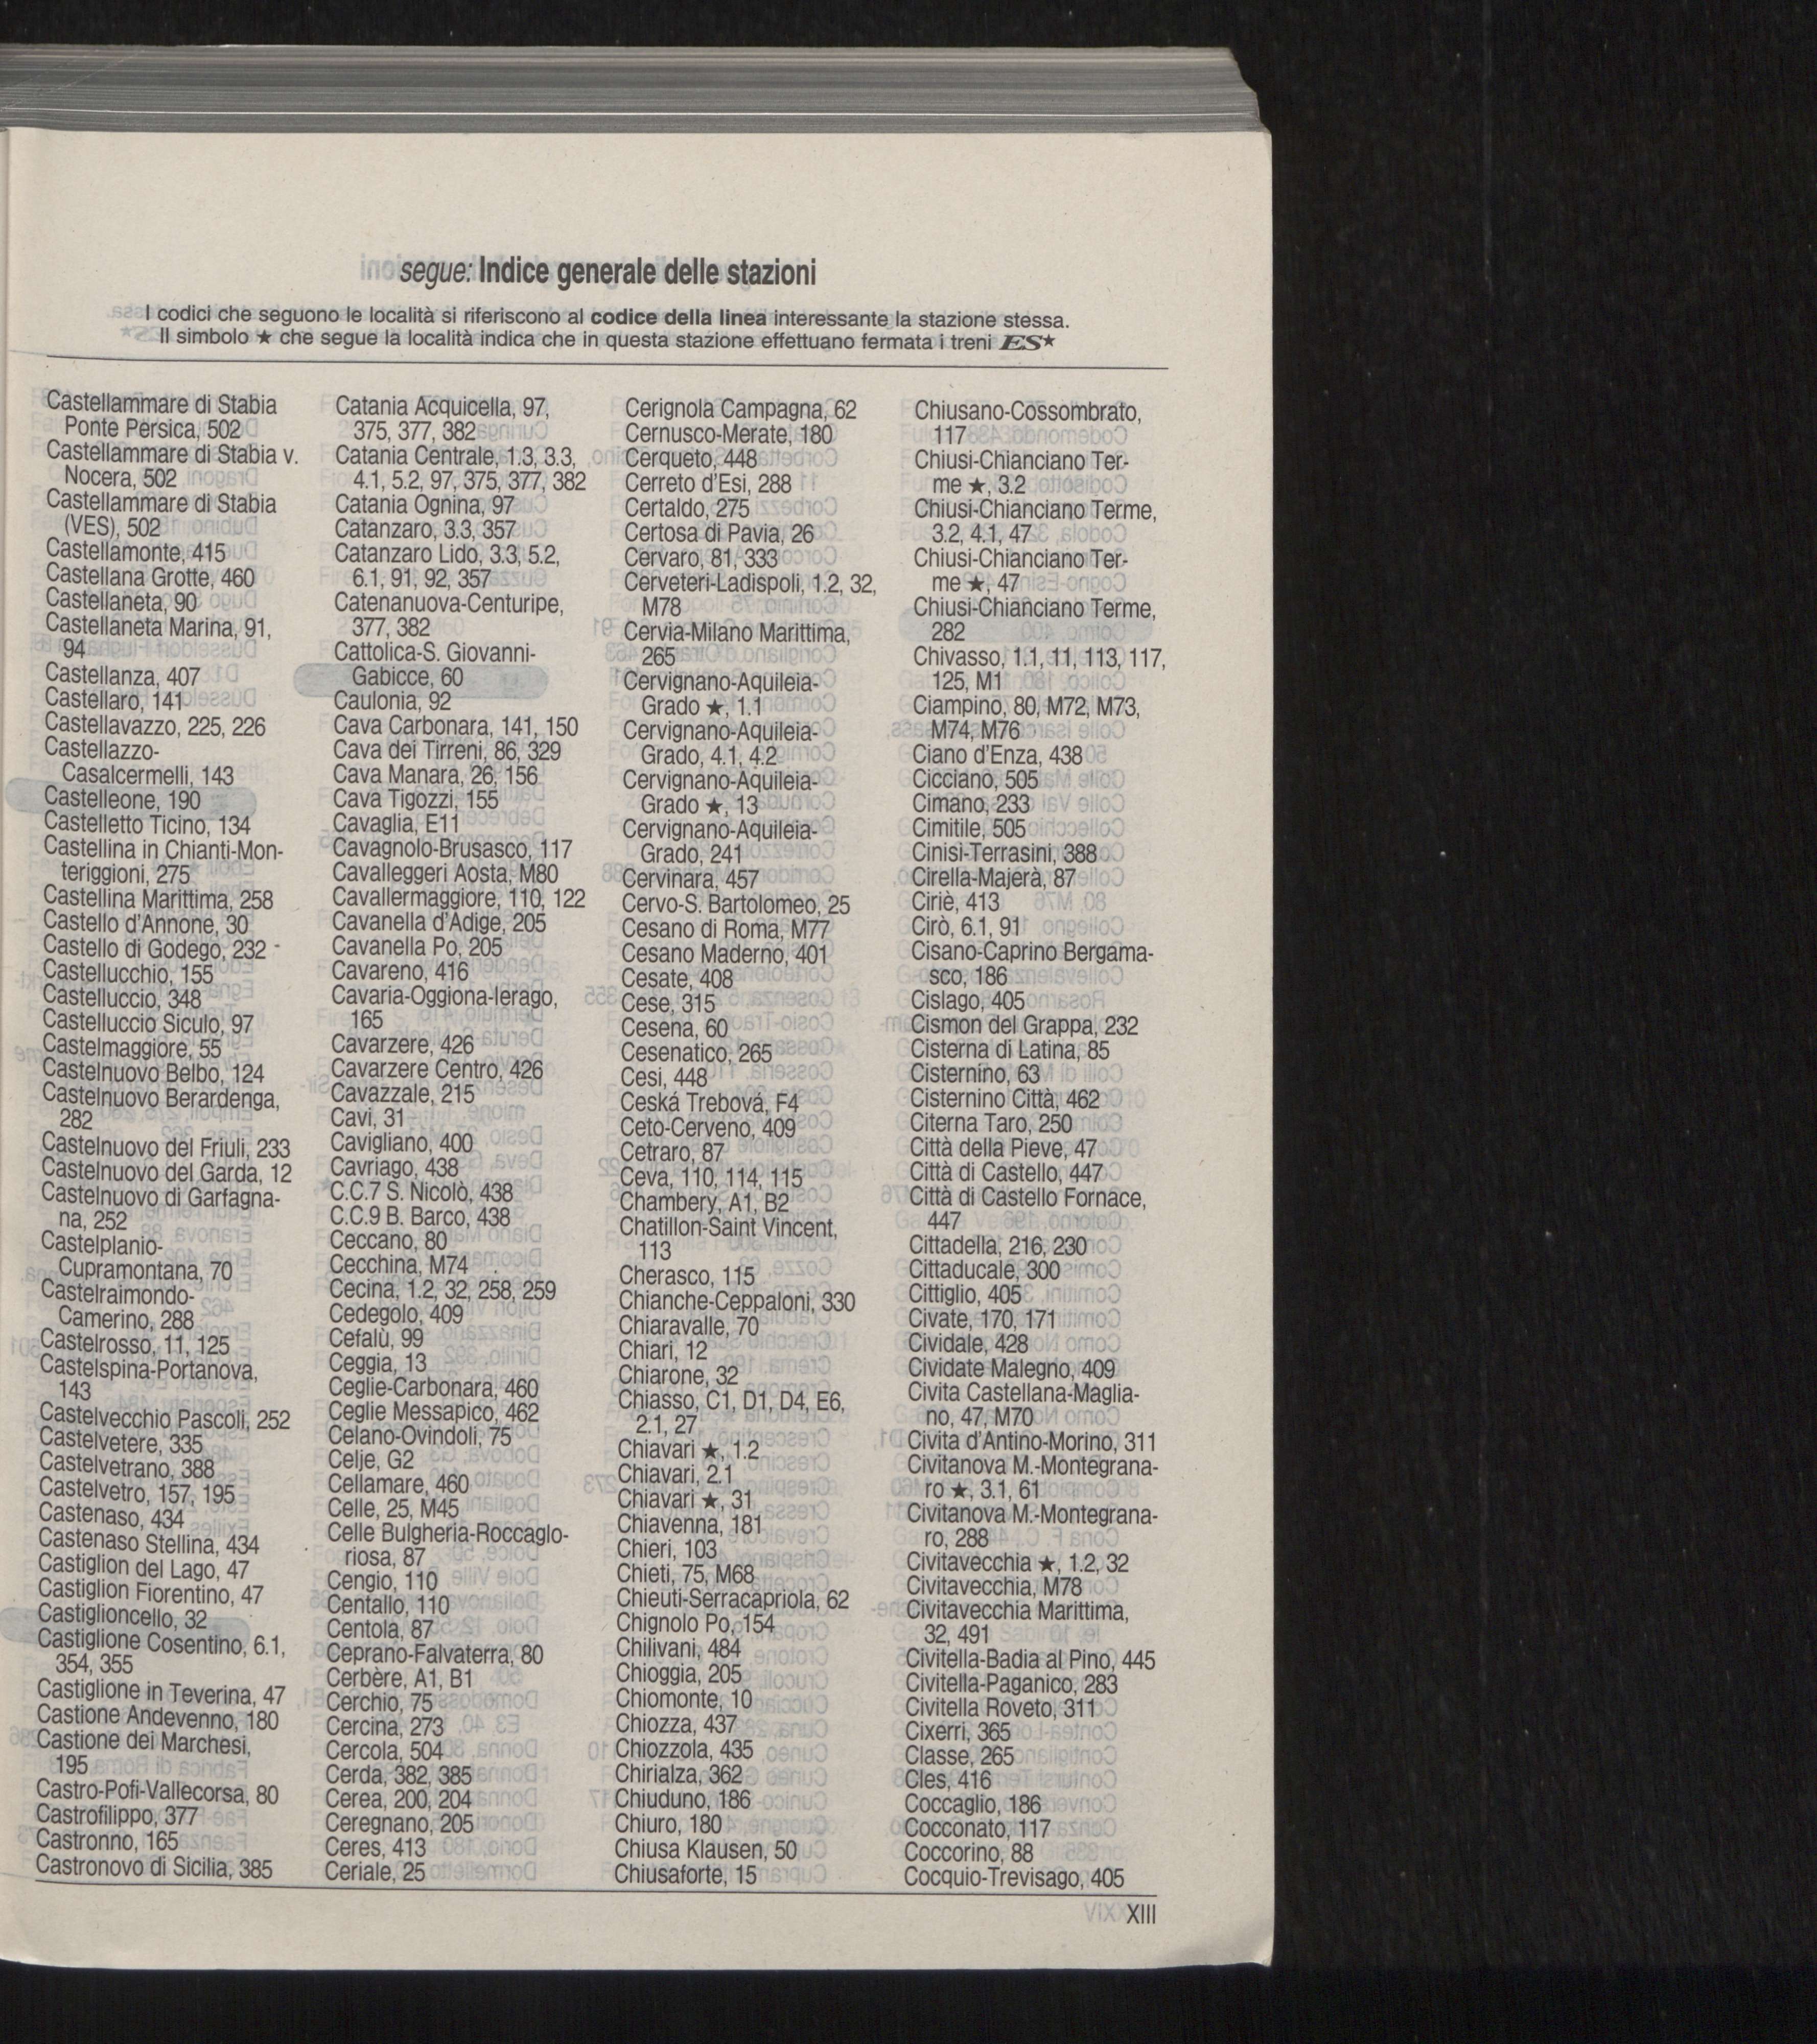 segue: Indice generale delle stazioni
I codici che seguono le località si riferiscono al codice della linea interessante la stazione stessa.
Il simbolo ★ che segue la località indica che in questa stazione effettuano fermata i treni ES★
Castellammare di Stabia
Ponte Persica, 502
Castellammare di Stabia v.
Nocera, 502
Castellammare di Stabia
(VES), 502
Castellamonte, 415
Castellana Grotte, 460
Castellaneta, 90
Castellaneta Marina, 91,
94
Castellanza, 407
Castellaro, 141
Castellavazzo, 225, 226
Castellazzo-
Casalcermelli, 143
Castelleone, 190
Castelletto Ticino, 134
Castellina in Chianti-Mon-
teriggioni, 275
Castellina Marittima, 258
Castello d'Annone, 30
Castello di Godego, 232
Castellucchio, 155
Castelluccio, 348
Castelluccio Siculo, 97
Castelmaggiore, 55
Castelnuovo Belbo, 124
Castelnuovo Berardenga,
282
Castelnuovo del Friuli, 233
Castelnuovo del Garda, 12
Castelnuovo di Garfagna-
na, 252
Castelplanio-
Cupramontana, 70
Castelraimondo-
Camerino, 288
Castelrosso, 11, 125
Castelspina-Portanova,
143
Castelvecchio Pascoli, 252
Castelvetere, 335
Castelvetrano, 388
Castelvetro, 157, 195
Castenaso, 434
Castenaso Stellina, 434
Castiglion del Lago, 47
Castiglion Fiorentino, 47
Castiglioncello, 32
Castiglione Cosentino, 6.1,
354, 355
Castiglione in Teverina, 47
Castione Andevenno, 180
Castione dei Marchesi,
195
Castro-Pofi-Vallecorsa, 80
Castrofilippo, 377
Castronno, 165
Castronovo di Sicilia, 385
Catania Acquicella, 97,
375, 377, 382
Catania Centrale, 1.3, 3.3,
4.1, 5.2, 97, 375, 377, 382
Catania Ognina, 97
Catanzaro, 3.3, 357
Catanzaro Lido, 3.3, 5.2,
6.1, 91, 92, 357
Catenanuova-Centuripe,
377, 382
Cattolica-S. Giovanni-
Gabicce, 60
Caulonia, 92
Cava Carbonara, 141, 150
Cava dei Tirreni, 86, 329
Cava Manara, 26, 156
Cava Tigozzi, 155
Cavaglia, E11
Cavagnolo-Brusasco, 117
Cavalleggeri Aosta, M80
Cavallermaggiore, 110, 122
Cavanella d'Adige, 205
Cavanella Po, 205
Cavareno, 416
Cavaria-Oggiona-Ierago,
165
Cavarzere, 426
Cavarzere Centro, 426
Cavazzale, 215
Cavi, 31
Cavigliano, 400
Cavriago, 438
C.C.7 S. Nicolò, 438
C.C.9 B. Barco, 438
Ceccano, 80
Cecchina, M74
Cecina, 1.2, 32, 258, 259
Cedegolo, 409
Cefalù, 99
Ceggia, 13
Ceglie-Carbonara, 460
Ceglie Messapico, 462
Celano-Ovindoli, 75
Celje, G2
Cellamare, 460
Celle, 25, M45
Celle Bulgheria-Roccaglo-
riosa, 87
Cengio, 110
Centallo, 110
Centola, 87
Ceprano-Falvaterra, 80
Cerbère, A1, B1
Cerchio, 75
Cercina, 273
Cercola, 504
Cerda, 382, 385
Cerea, 200, 204
Ceregnano, 205
Ceres, 413
Ceriale, 25
Cerignola Campagna, 62
Cernusco-Merate, 180
Cerqueto, 448
Cerreto d'Esi, 288
Certaldo, 275
Certosa di Pavia, 26
Cervaro, 81, 333
Cerveteri-Ladispoli, 1.2, 32,
M78
Cervia-Milano Marittima,
265
Cervignano-Aquileia-
Grado ★, 1.1
Cervignano-Aquileia-
Grado, 4.1, 4.2
Cervignano-Aquileia-
Grado ★, 13
Cervignano-Aquileia-
Grado, 241
Cervinara, 457
Cervo-S. Bartolomeo, 25
Cesano di Roma, M77
Cesano Maderno, 401
Cesate, 408
Cese, 315
Cesena, 60
Cesenatico, 265
Cesi, 448
Ceská Trebová, F4
Ceto-Cerveno, 409
Cetraro, 87
Ceva, 110, 114, 115
Chambery, A1, B2
Chatillon-Saint Vincent,
113
Cherasco, 115
Chianche-Ceppaloni, 330
Chiaravalle, 70
Chiari, 12
Chiarone, 32
Chiasso, C1, D1, D4, E6,
2.1, 27
Chiavari ★, 1.2
Chiavari, 2.1
Chiavari ★, 31
Chiavenna, 181
Chieri, 103
Chieti, 75, M68
Chieuti-Serracapriola, 62
Chignolo Po, 154
Chilivani, 484
Chioggia, 205
Chiomonte, 10
Chiozza, 437
Chiozzola, 435
Chirialza, 362
Chiuduno, 186
Chiuro, 180
Chiusa Klausen, 50
Chiusaforte, 15
Chiusano-Cossombrato,
117
Chiusi-Chianciano Ter-
me ★, 3.2
Chiusi-Chianciano Terme,
3.2, 4.1, 47
Chiusi-Chianciano Ter-
me ★, 47
Chiusi-Chianciano Terme,
282
Chivasso, 1.1, 11, 113, 117,
125, M1
Ciampino, 80, M72, M73,
M74, M76
Ciano d'Enza, 438
Cicciano, 505
Cimano, 233
Cimitile, 505
Cinisi-Terrasini, 388
Cirella-Majerà, 87
Ciriè, 413
Cirò, 6.1, 91
Cisano-Caprino Bergama-
sco, 186
Cislago, 405
Cismon del Grappa, 232
Cisterna di Latina, 85
Cisternino, 63
Cisternino Città, 462
Citerna Taro, 250
Città della Pieve, 47
Città di Castello, 447
Città di Castello Fornace,
447
Cittadella, 216, 230
Cittaducale, 300
Cittiglio, 405
Civate, 170, 171
Cividale, 428
Cividate Malegno, 409
Civita Castellana-Maglia-
no, 47, M70
Civita d'Antino-Morino, 311
Civitanova M.-Montegrana-
ro ★, 3.1, 61
Civitanova M.-Montegrana-
ro, 288
Civitavecchia ★, 1.2, 32
Civitavecchia, M78
Civitavecchia Marittima,
32, 491
Civitella-Badia al Pino, 445
Civitella-Paganico, 283
Civitella Roveto, 311
Cixerri, 365
Classe, 265
Cles, 416
Coccaglio, 186
Cocconato, 117
Coccorino, 88
Cocquio-Trevisago, 405
XIII